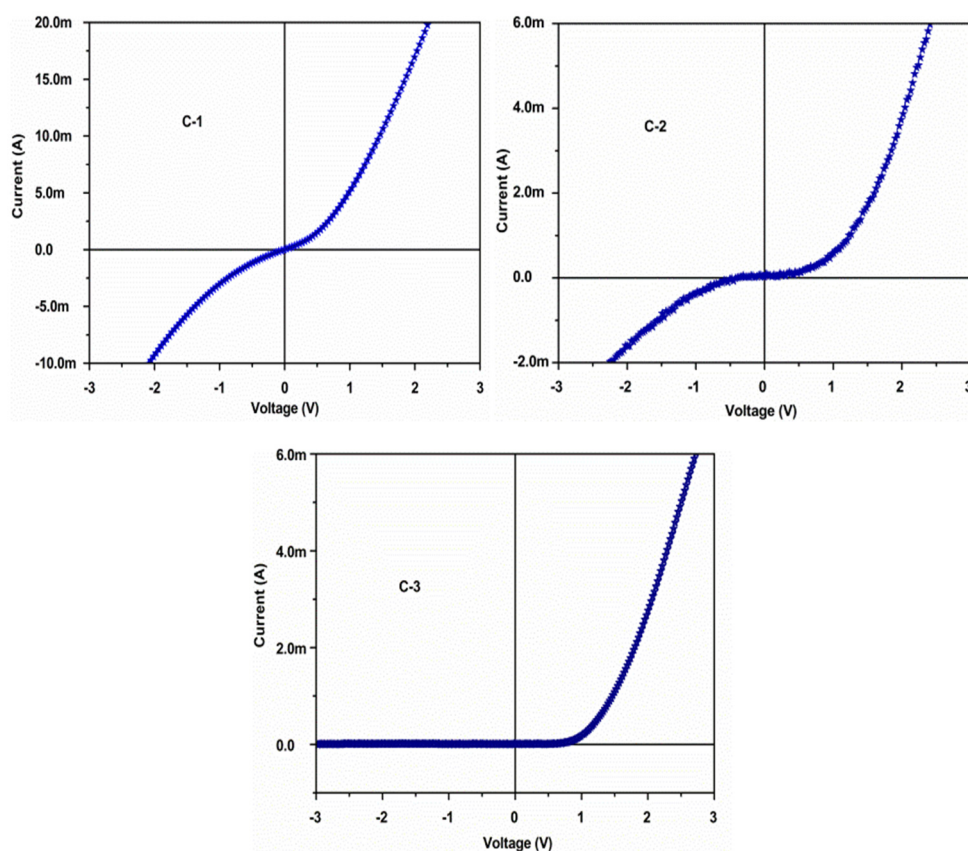 20.0m
15.0m
10.0m
5.0m
0.0
-5.0m
-10.0m
Current (A)
C-1
-3 -2 -1 0 1 2 3
Voltage (V)
6.0m
4.0m
2.0m
0.0
-2.0m
Current (A)
C-2
-3 -2 -1 0 1 2 3
Voltage (V)
6.0m
4.0m
2.0m
0.0
Current (A)
C-3
-3 -2 -1 0 1 2 3
Voltage (V)